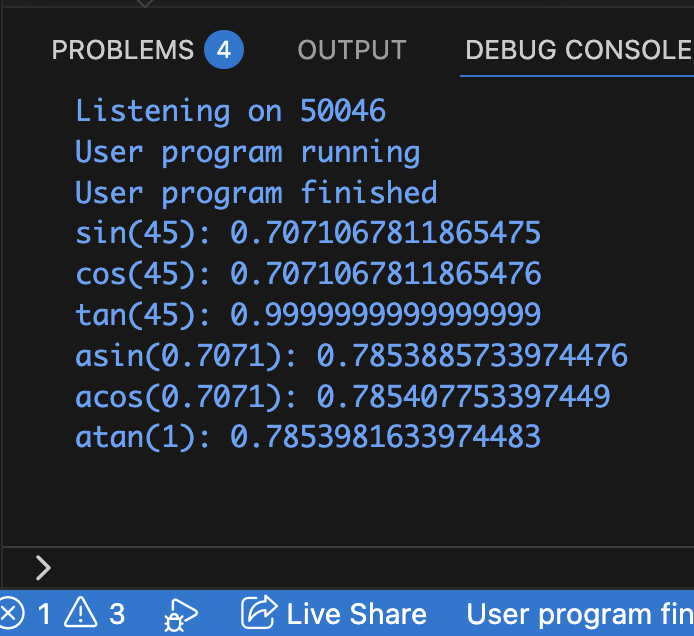 PROBLEMS 4 OUTPUT DEBUG CONSOLE
Listening on 50046
User program running
User program finished
sin(45): 0.7071067811865475
cos(45): 0.7071067811865476
tan(45): 0.9999999999999999
asin(0.7071): 0.7853885733974476
acos(0.7071): 0.785407753397449
atan(1): 0.7853981633974483
1 3 Live Share User program fin